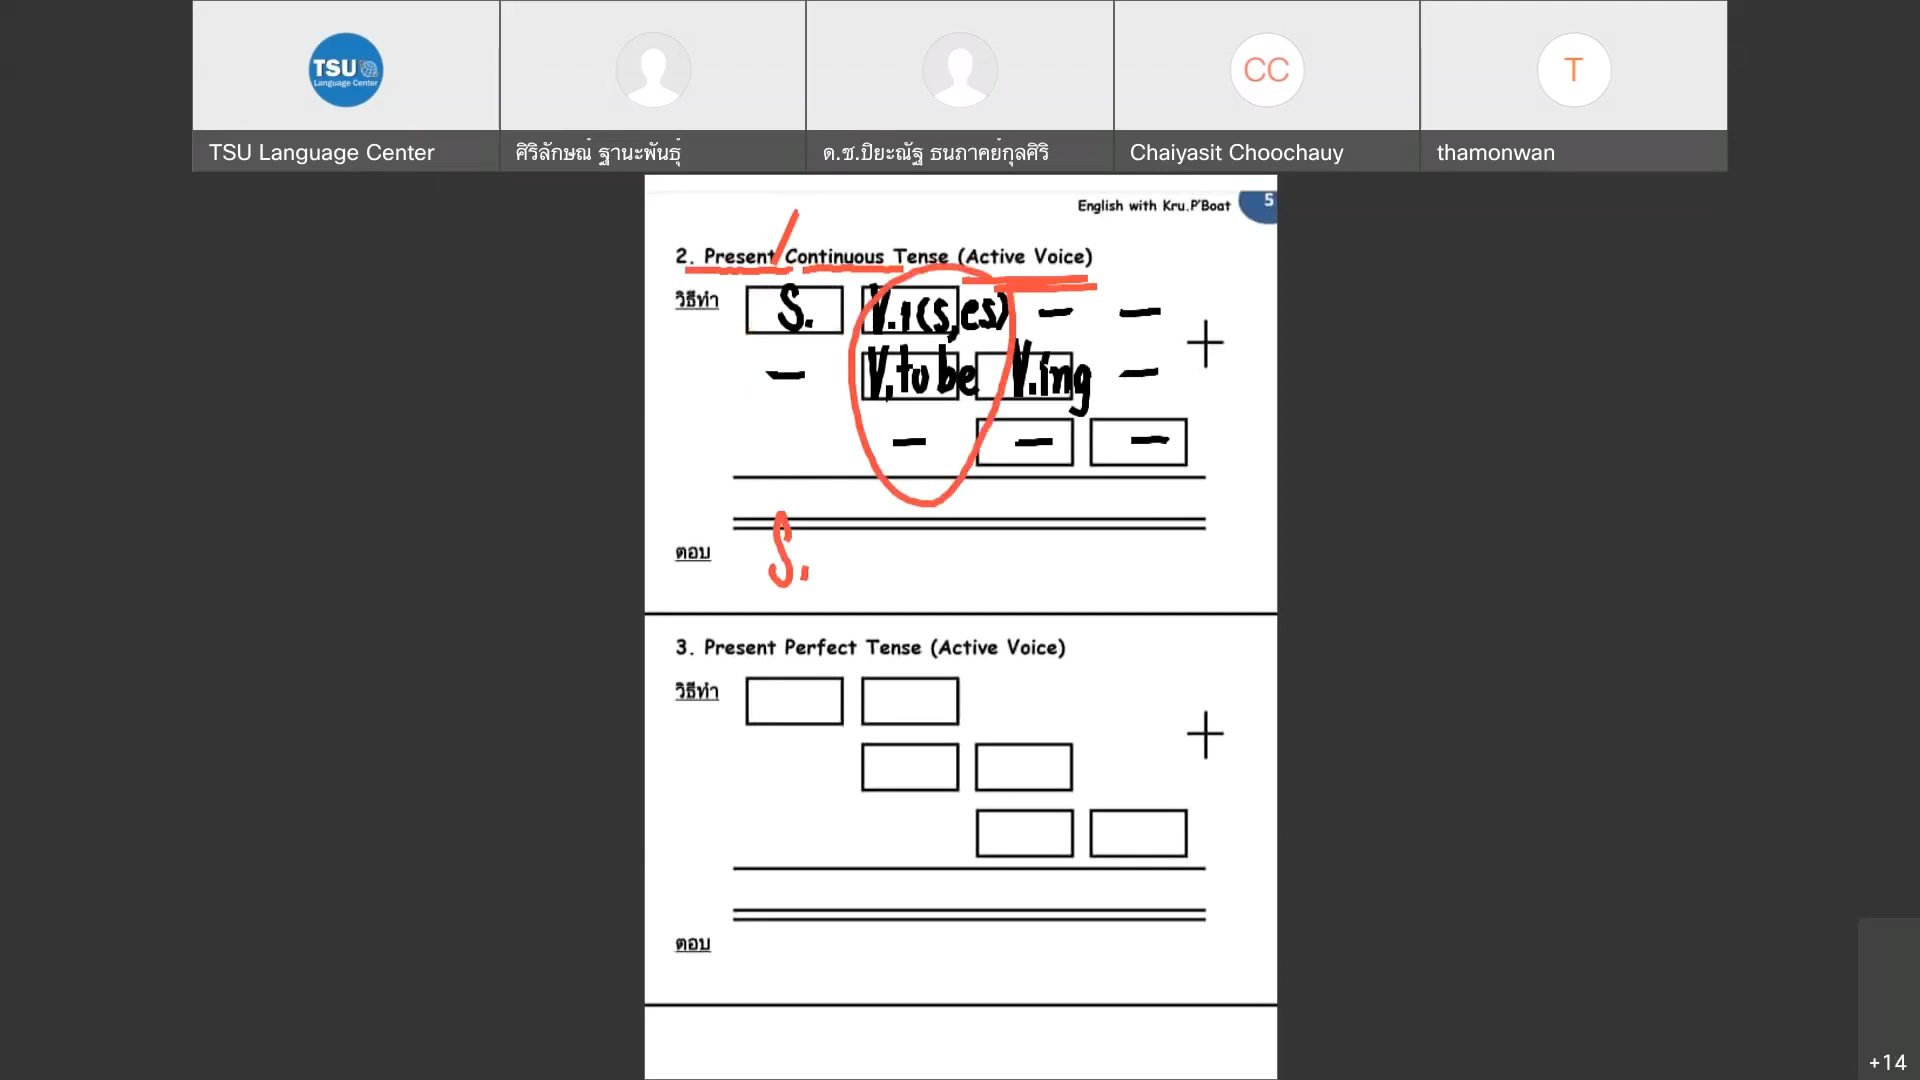 TSU
Language Center
CC
T
TSU Language Center
ศิริลักษณ์ ฐานะพันธุ์
ด.ช.ปิยะณัฐ ธนภาคย์กุลศิริ
Chaiyasit Choochauy
thamonwan
English with Kru.P'Boat
5
2. Present Continuous Tense (Active Voice)
วิธีทำ
S. V.1(s,es) – –
– V.to be V.ing –
– – –
ตอบ
S.
3. Present Perfect Tense (Active Voice)
วิธีทำ
ตอบ
+14